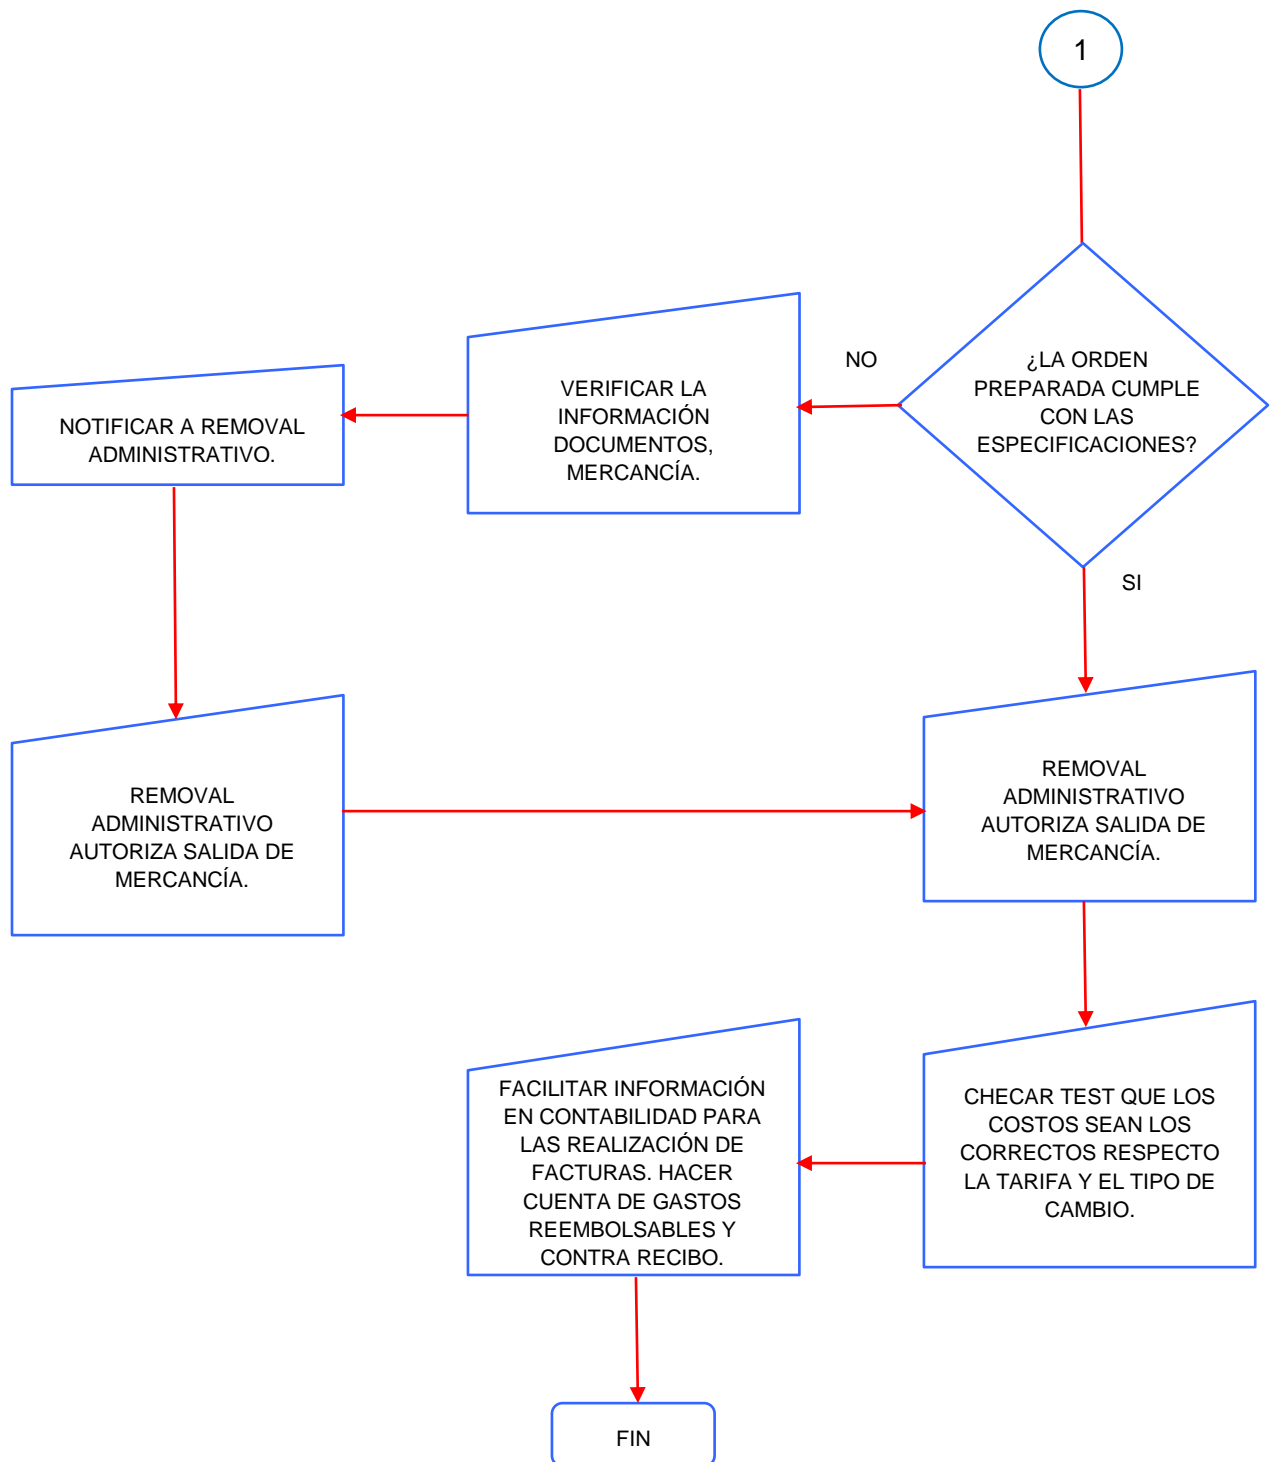 1
¿LA ORDEN
PREPARADA CUMPLE
CON LAS
ESPECIFICACIONES?
NO
SI
VERIFICAR LA
INFORMACIÓN
DOCUMENTOS,
MERCANCÍA.
NOTIFICAR A REMOVAL
ADMINISTRATIVO.
REMOVAL
ADMINISTRATIVO
AUTORIZA SALIDA DE
MERCANCÍA.
REMOVAL
ADMINISTRATIVO
AUTORIZA SALIDA DE
MERCANCÍA.
CHECAR TEST QUE LOS
COSTOS SEAN LOS
CORRECTOS RESPECTO
LA TARIFA Y EL TIPO DE
CAMBIO.
FACILITAR INFORMACIÓN
EN CONTABILIDAD PARA
LAS REALIZACIÓN DE
FACTURAS. HACER
CUENTA DE GASTOS
REEMBOLSABLES Y
CONTRA RECIBO.
FIN